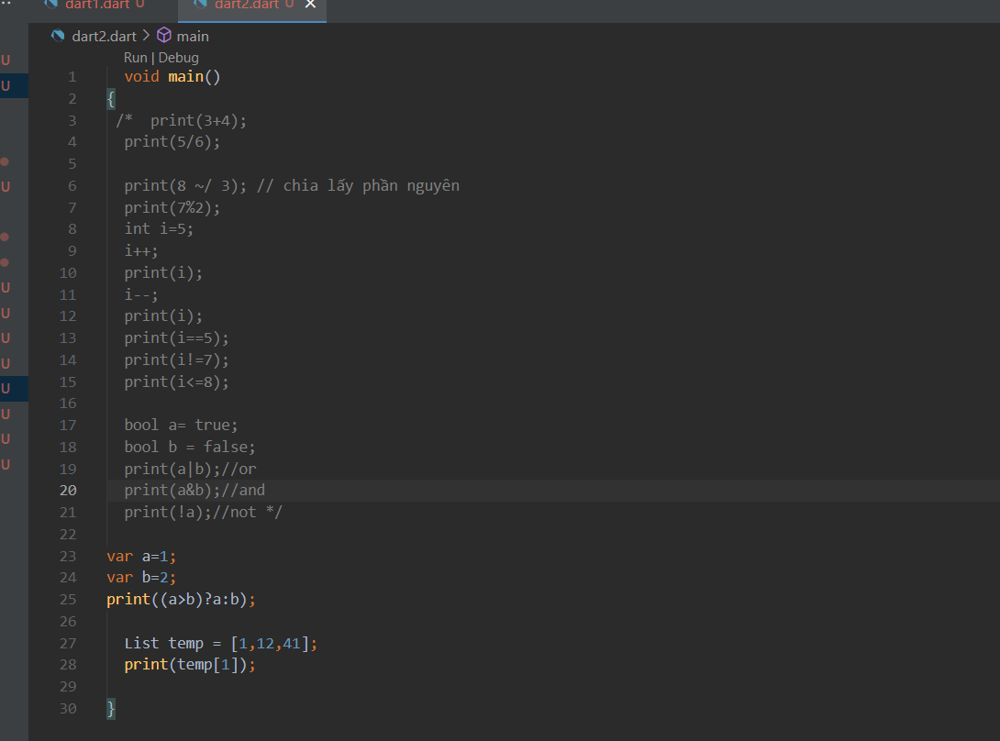 dart1.dart U
dart2.dart U
dart2.dart > main
Run | Debug
1 void main()
2 {
3 /*  print(3+4);
4 print(5/6);
5
6 print(8 ~/ 3); // chia lấy phần nguyên
7 print(7%2);
8 int i=5;
9 i++;
10 print(i);
11 i--;
12 print(i);
13 print(i==5);
14 print(i!=7);
15 print(i<=8);
16
17 bool a= true;
18 bool b = false;
19 print(a|b);//or
20 print(a&b);//and
21 print(!a);//not */
22
23 var a=1;
24 var b=2;
25 print((a>b)?a:b);
26
27 List temp = [1,12,41];
28 print(temp[1]);
29
30 }
U
U
U
U
U
U
U
U
U
U
U